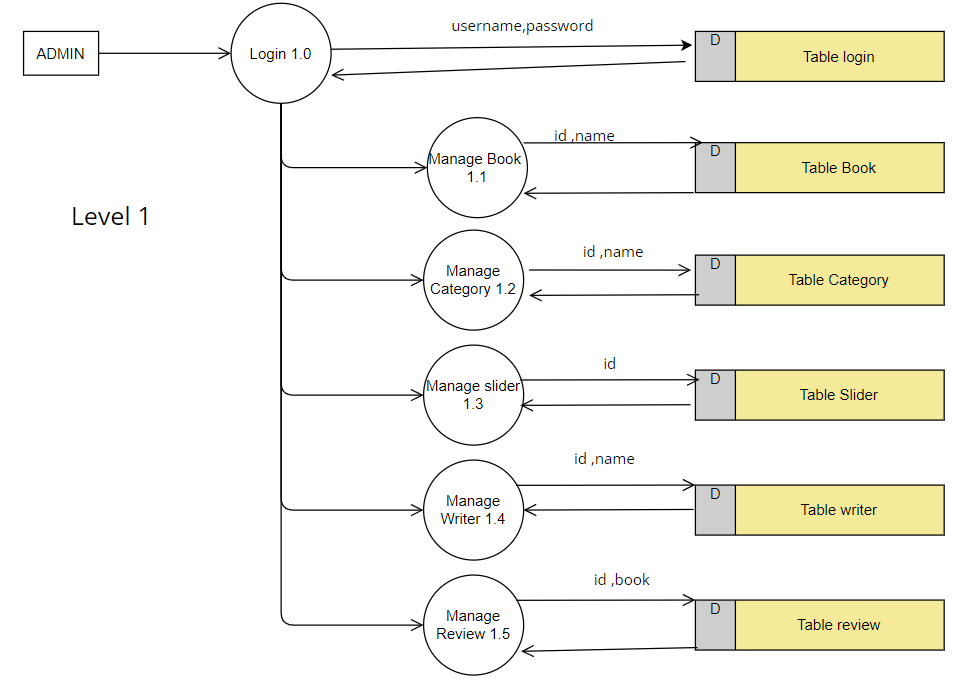 ADMIN
Login 1.0
username,password
D
Table login
Manage Book
1.1
id ,name
D
Table Book
Level 1
Manage
Category 1.2
id ,name
D
Table Category
Manage slider
1.3
id
D
Table Slider
Manage
Writer 1.4
id ,name
D
Table writer
Manage
Review 1.5
id ,book
D
Table review